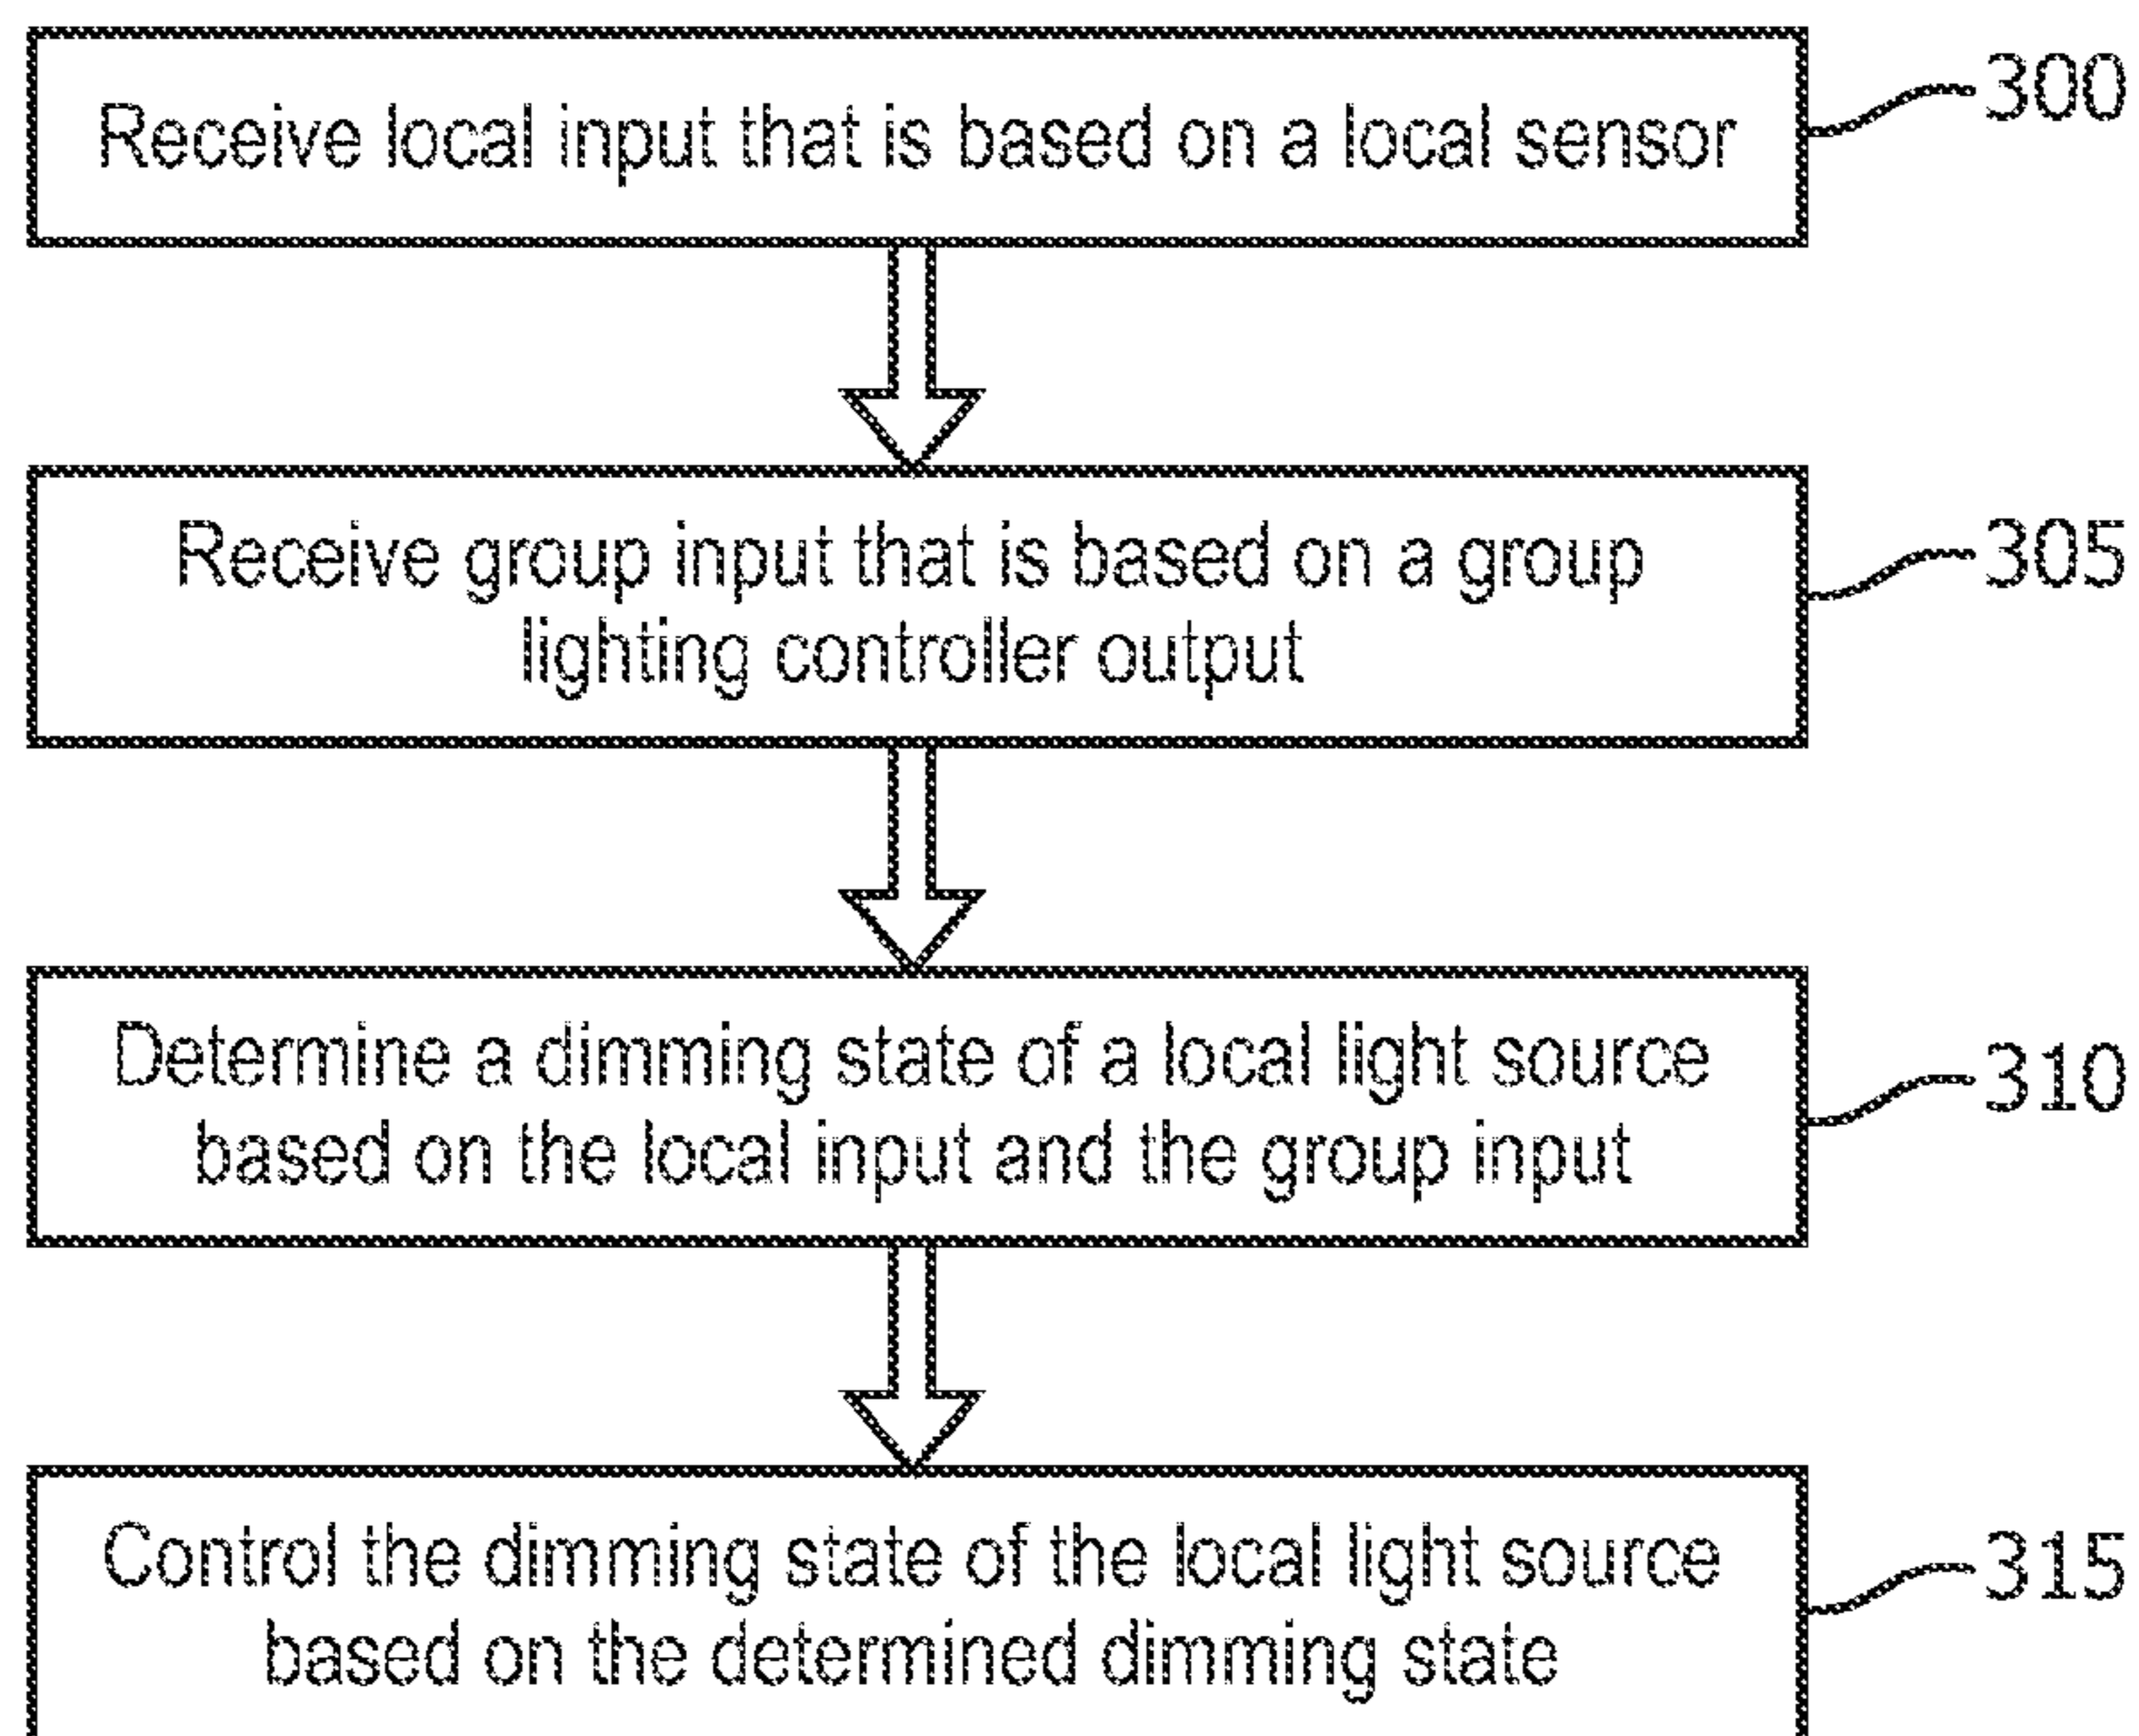 Receive local input that is based on a local sensor
300
Receive group input that is based on a group
lighting controller output
305
Determine a dimming state of a local light source
based on the local input and the group input
310
Control the dimming state of the local light source
based on the determined dimming state
315